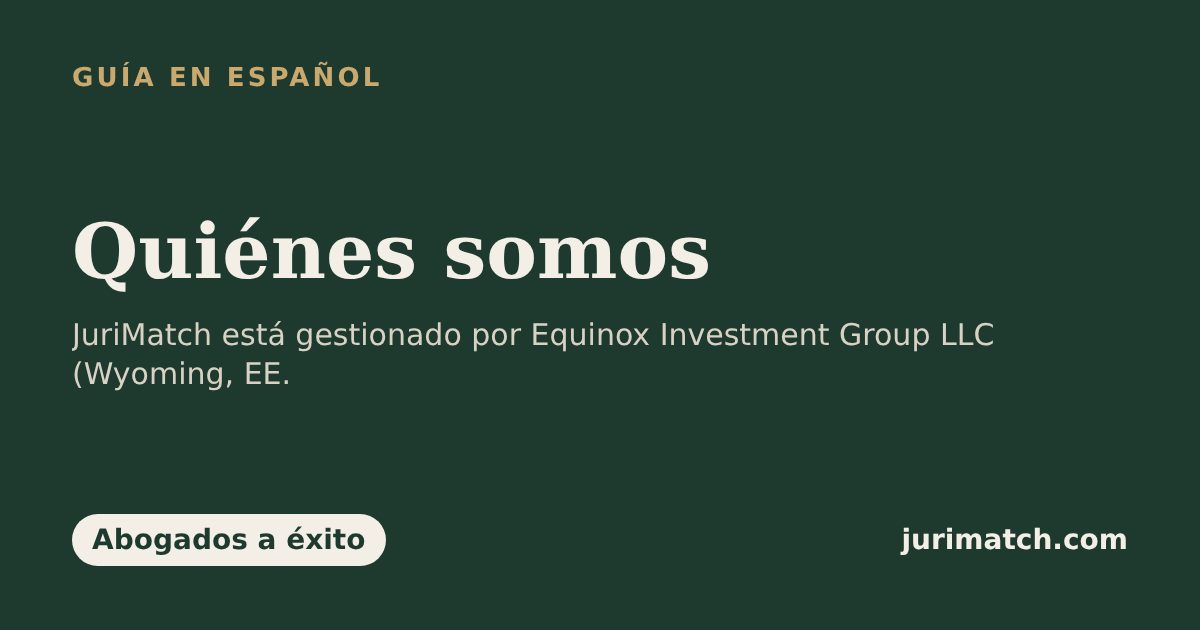 GUÍA EN ESPAÑOL
Quiénes somos
JuriMatch está gestionado por Equinox Investment Group LLC
(Wyoming, EE.
Abogados a éxito
jurimatch.com